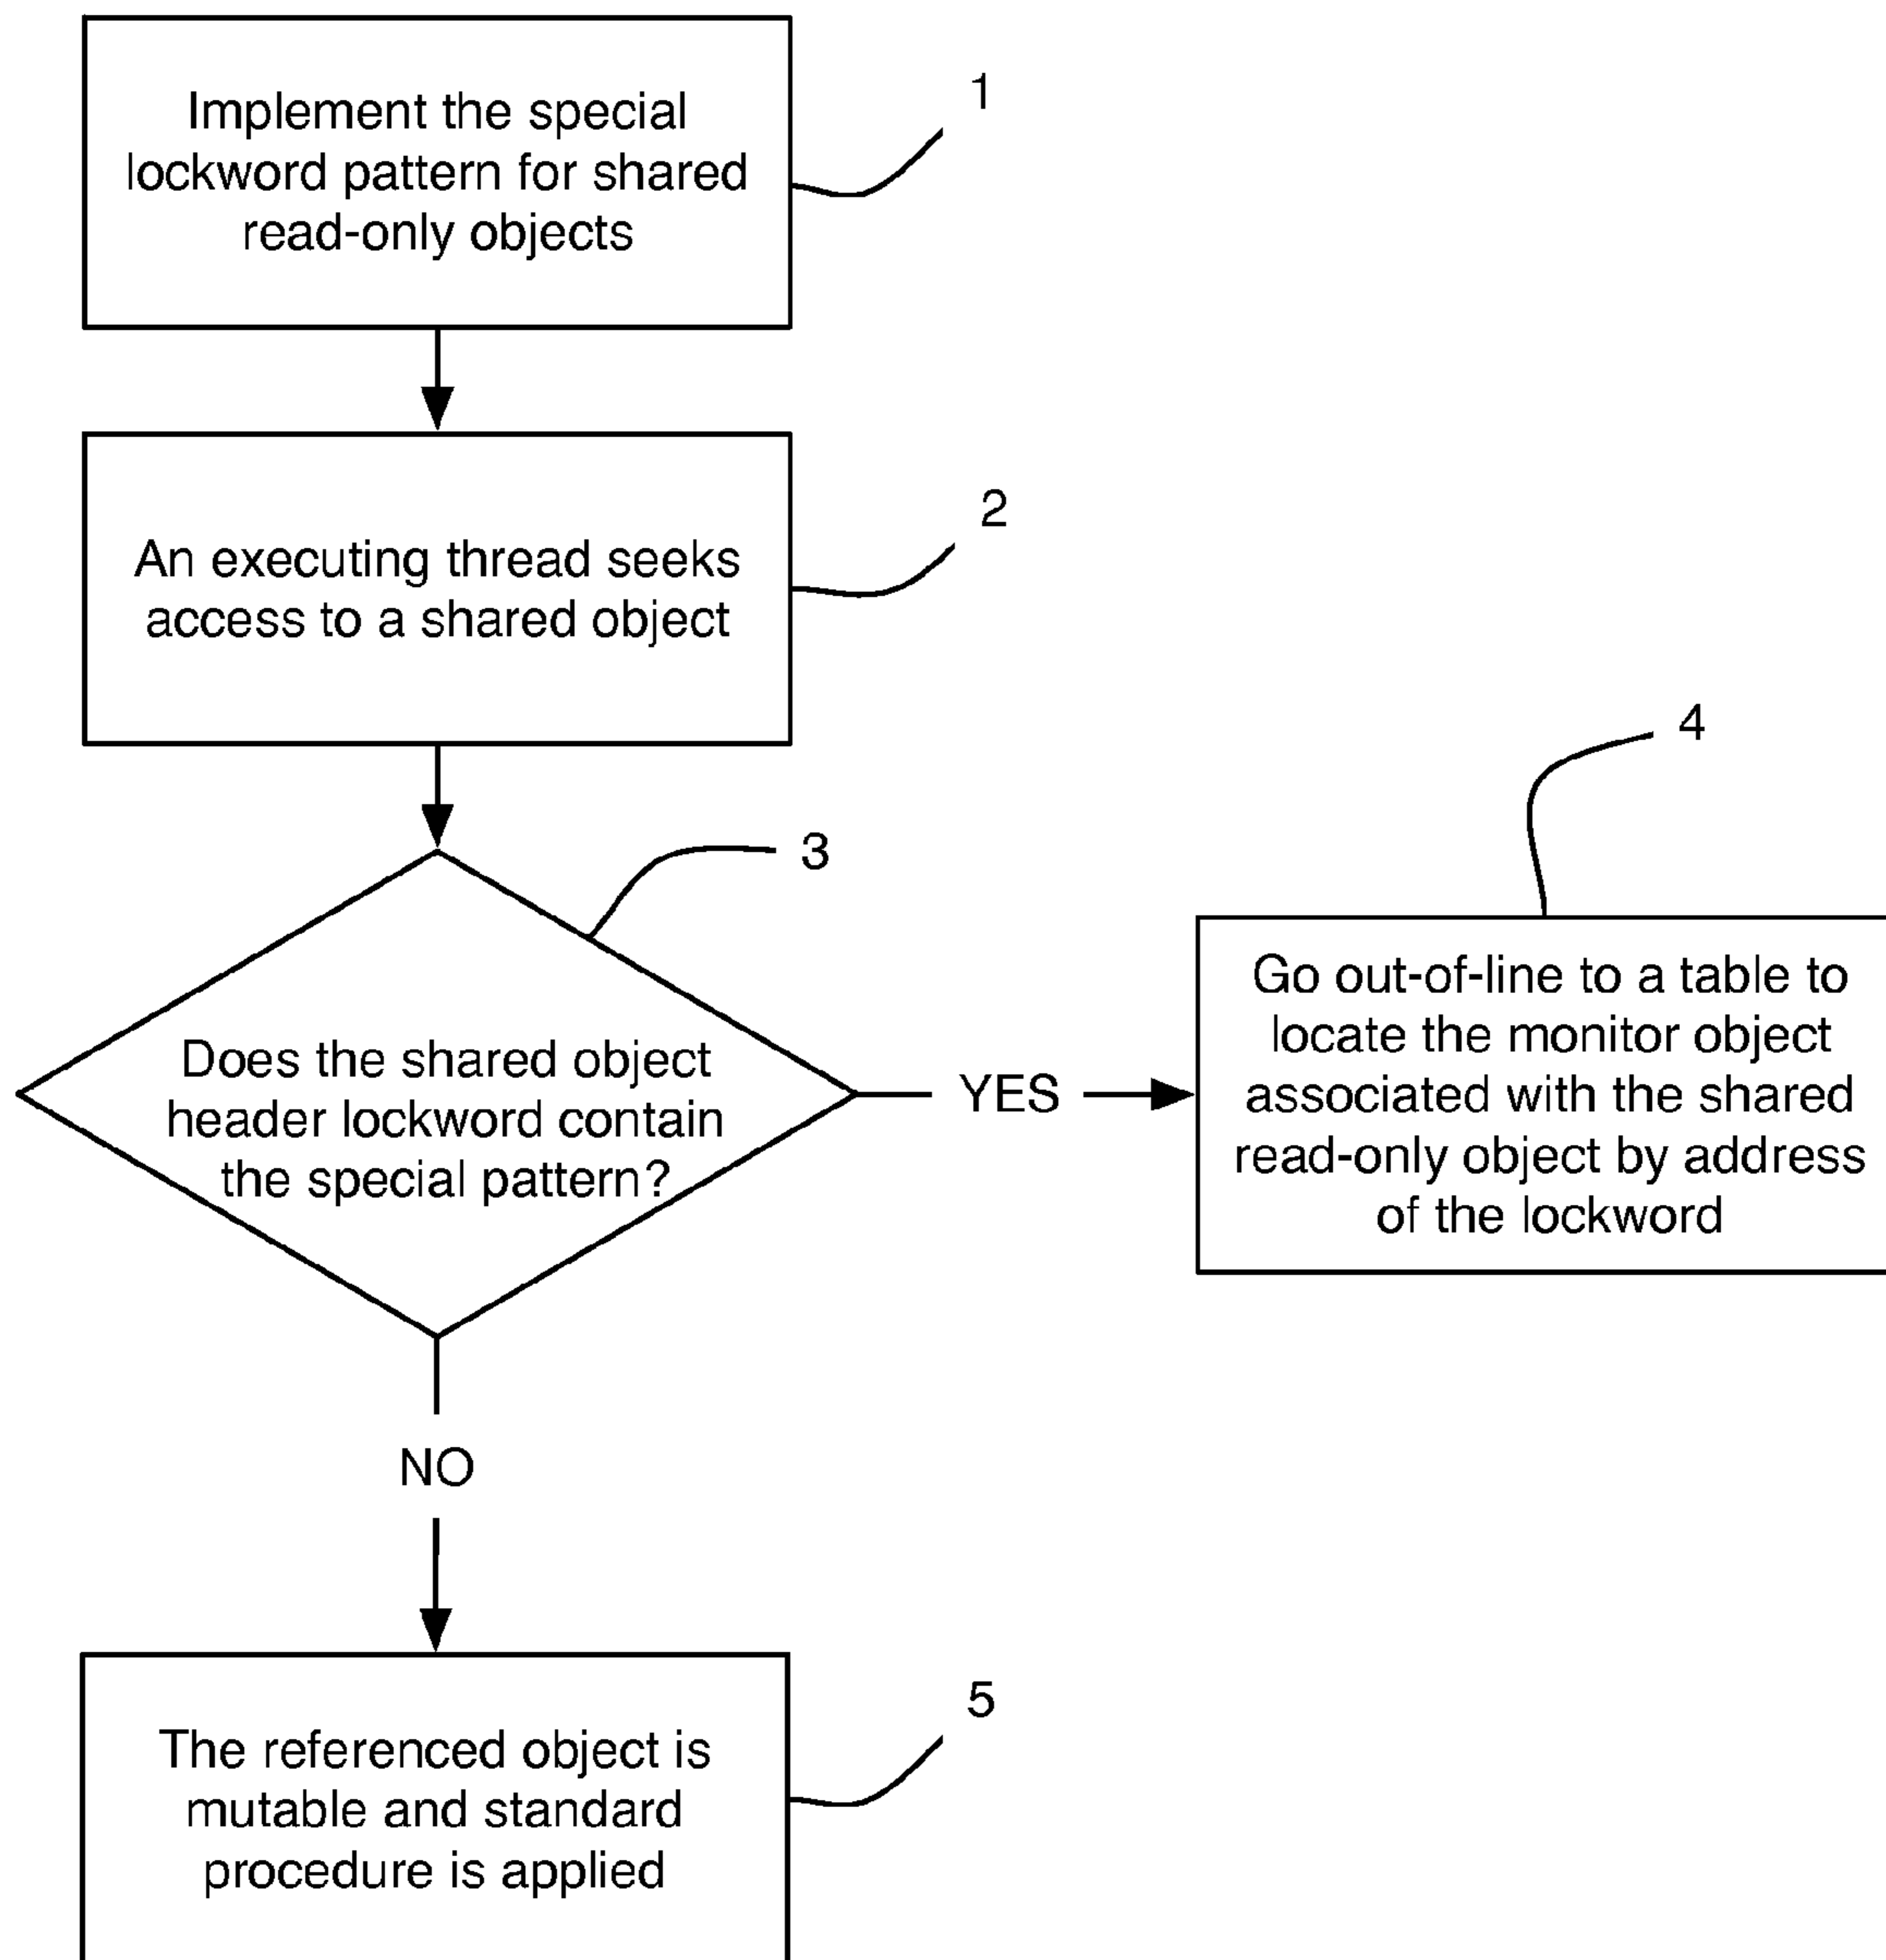 Implement the special
lockword pattern for shared
read-only objects
1
An executing thread seeks
access to a shared object
2
3
Does the shared object
header lockword contain
the special pattern?
YES
4
Go out-of-line to a table to
locate the monitor object
associated with the shared
read-only object by address
of the lockword
NO
The referenced object is
mutable and standard
procedure is applied
5